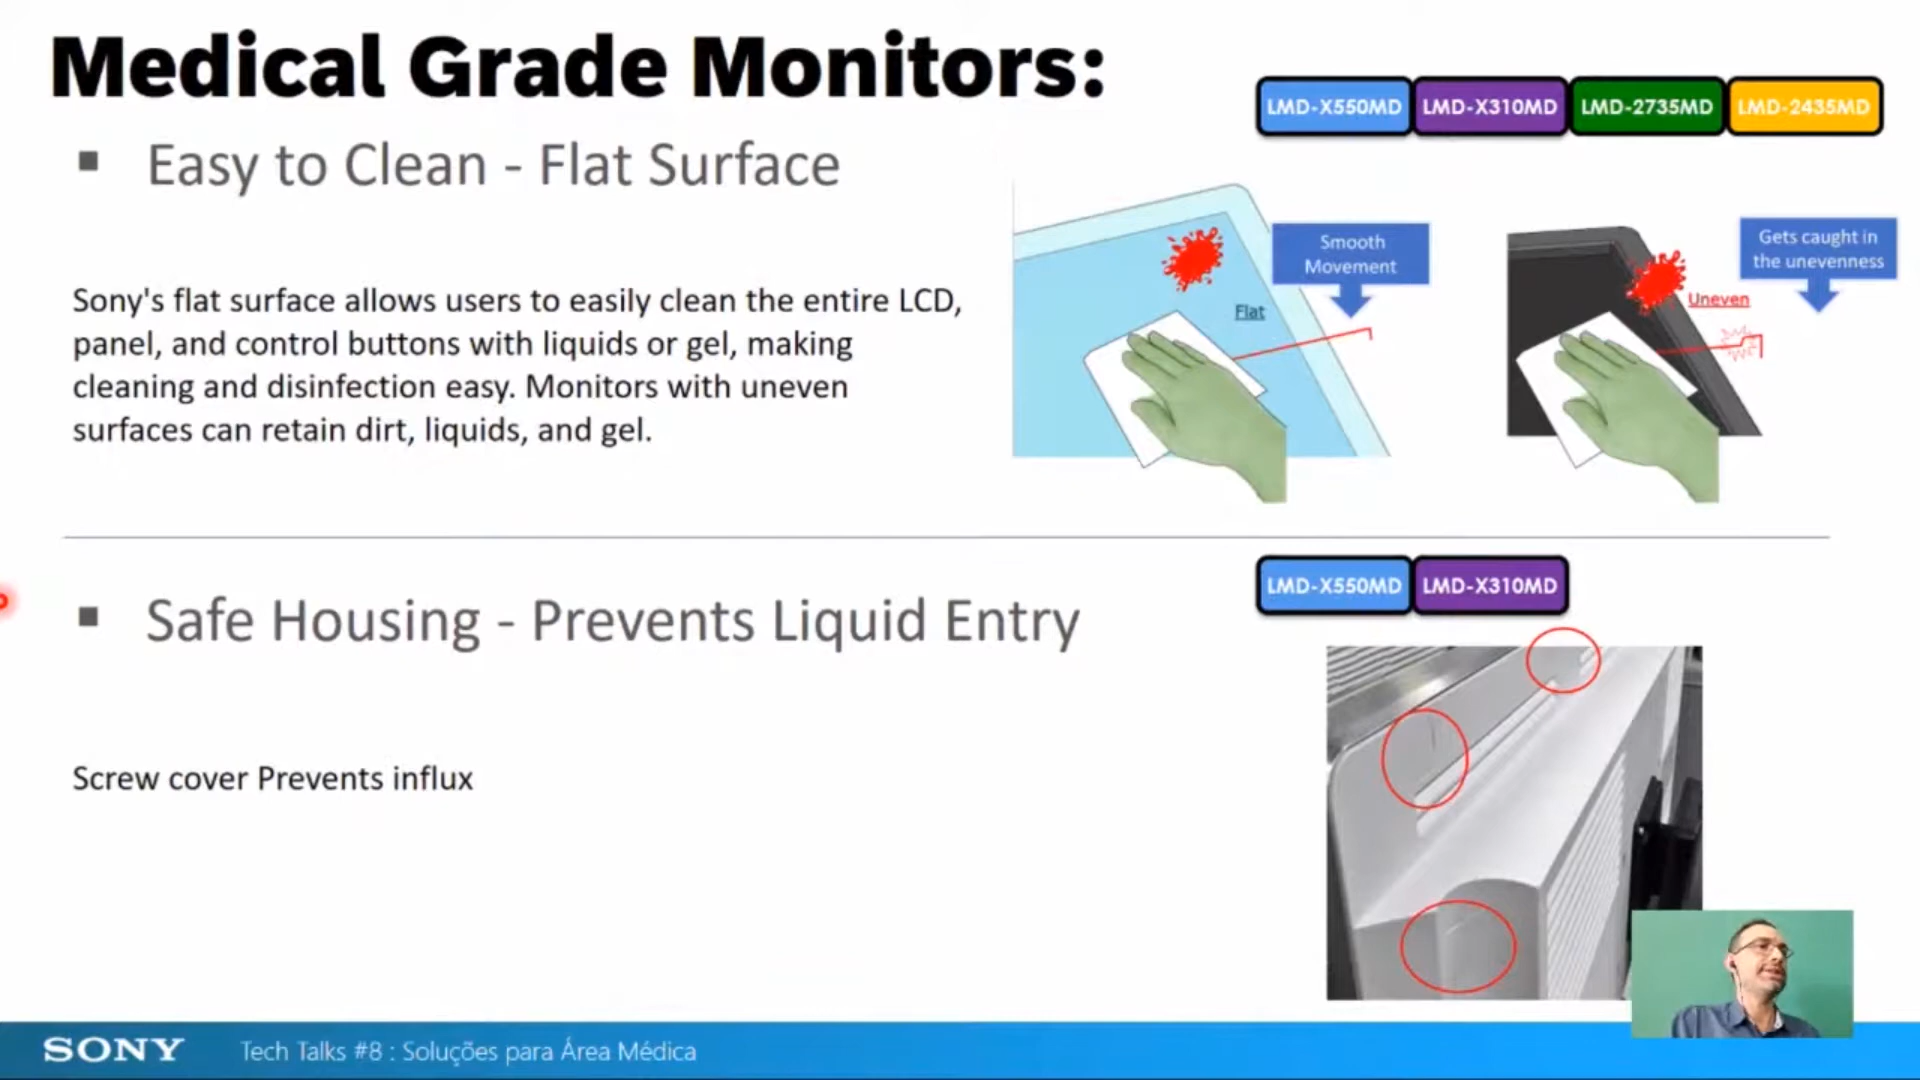 Medical Grade Monitors:
LMD-X550MD LMD-X310MD LMD-2735MD LMD-2435MD
▪ Easy to Clean - Flat Surface
Sony's flat surface allows users to easily clean the entire LCD,
panel, and control buttons with liquids or gel, making
cleaning and disinfection easy. Monitors with uneven
surfaces can retain dirt, liquids, and gel.
Smooth
Movement
Flat
Gets caught in
the unevenness
Uneven
LMD-X550MD LMD-X310MD
▪ Safe Housing - Prevents Liquid Entry
Screw cover Prevents influx
SONY
Tech Talks #8 : Soluções para Área Médica